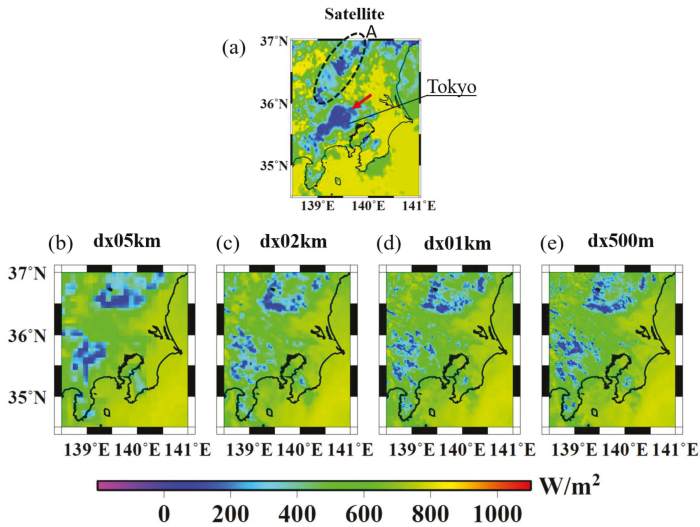 Satellite
(a)
A
37°N
Tokyo
36°N
35°N
139°E 140°E 141°E
(b) dx05km (c) dx02km (d) dx01km (e) dx500m
37°N
36°N
35°N
139°E 140°E 141°E 139°E 140°E 141°E 139°E 140°E 141°E 139°E 140°E 141°E
W/m²
0 200 400 600 800 1000